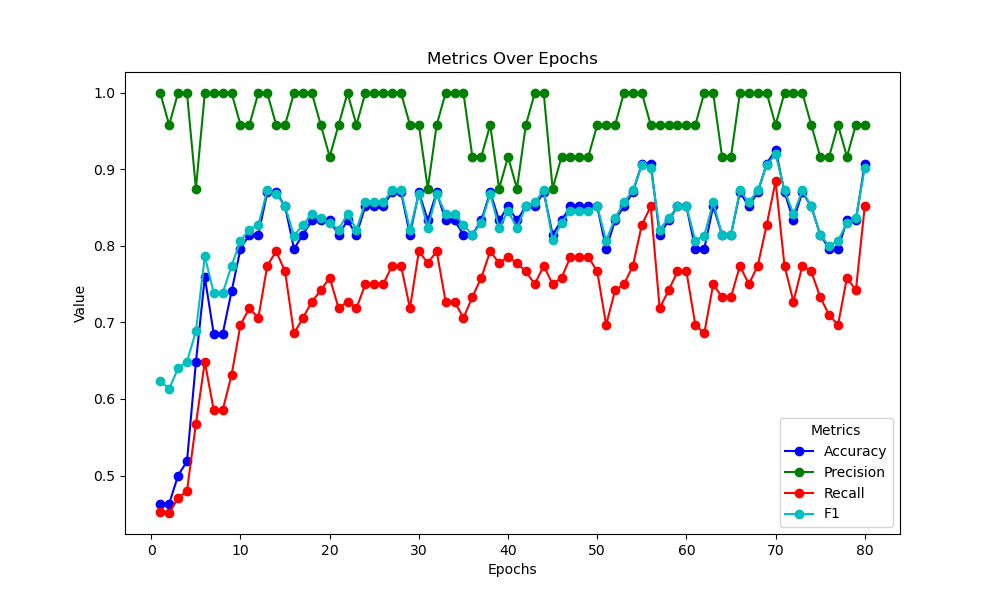 Metrics Over Epochs
Value
1.0
0.9
0.8
0.7
0.6
0.5
0 10 20 30 40 50 60 70 80
Epochs
Metrics
Accuracy
Precision
Recall
F1